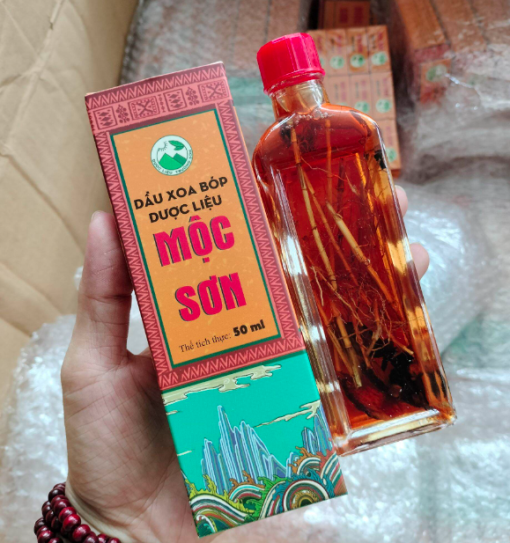 DẦU XOA BÓP
DƯỢC LIỆU
MỘC
SƠN
Thể tích thực: 50 ml